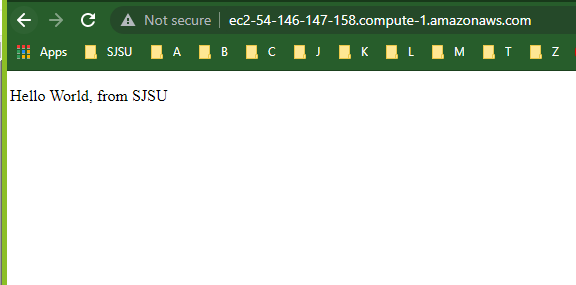 Not secure ec2-54-146-147-158.compute-1.amazonaws.com
Apps SJSU A B C J K L M T Z
Hello World, from SJSU